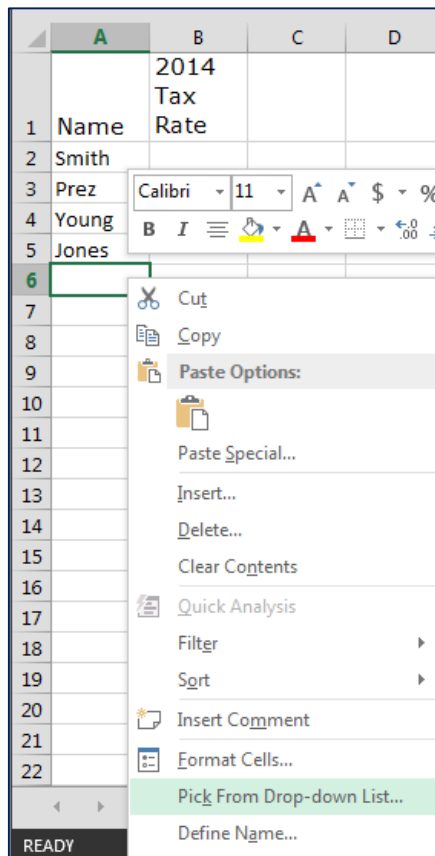 A B C D
2014
Tax
1 Name Rate
2 Smith
3 Prez
4 Young
5 Jones
6
7
8
9
10
11
12
13
14
15
16
17
18
19
20
21
22
Calibri 11 A A $ %
B I A .00
Cut
Copy
Paste Options:
Paste Special...
Insert...
Delete...
Clear Contents
Quick Analysis
Filter
Sort
Insert Comment
Format Cells...
Pick From Drop-down List...
Define Name...
READY